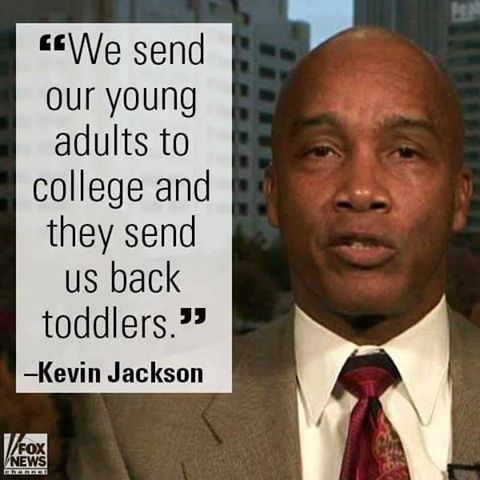 “We send
our young
adults to
college and
they send
us back
toddlers.”
–Kevin Jackson
FOX
NEWS
channel